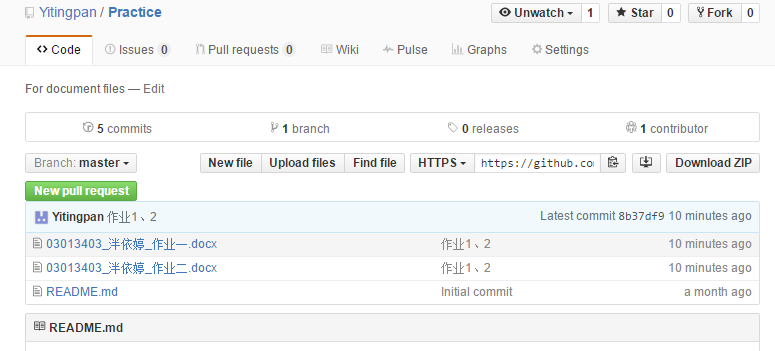 Yitingpan / Practice
Unwatch 1 Star 0 Fork 0
Code Issues 0 Pull requests 0 Wiki Pulse Graphs Settings
For document files — Edit
5 commits 1 branch 0 releases 1 contributor
Branch: master New file Upload files Find file HTTPS https://github.com Download ZIP
New pull request
Yitingpan 作业1、2 Latest commit 8b37df9 10 minutes ago
03013403_泮依婷_作业一.docx 作业1、2 10 minutes ago
03013403_泮依婷_作业二.docx 作业1、2 10 minutes ago
README.md Initial commit a month ago
README.md